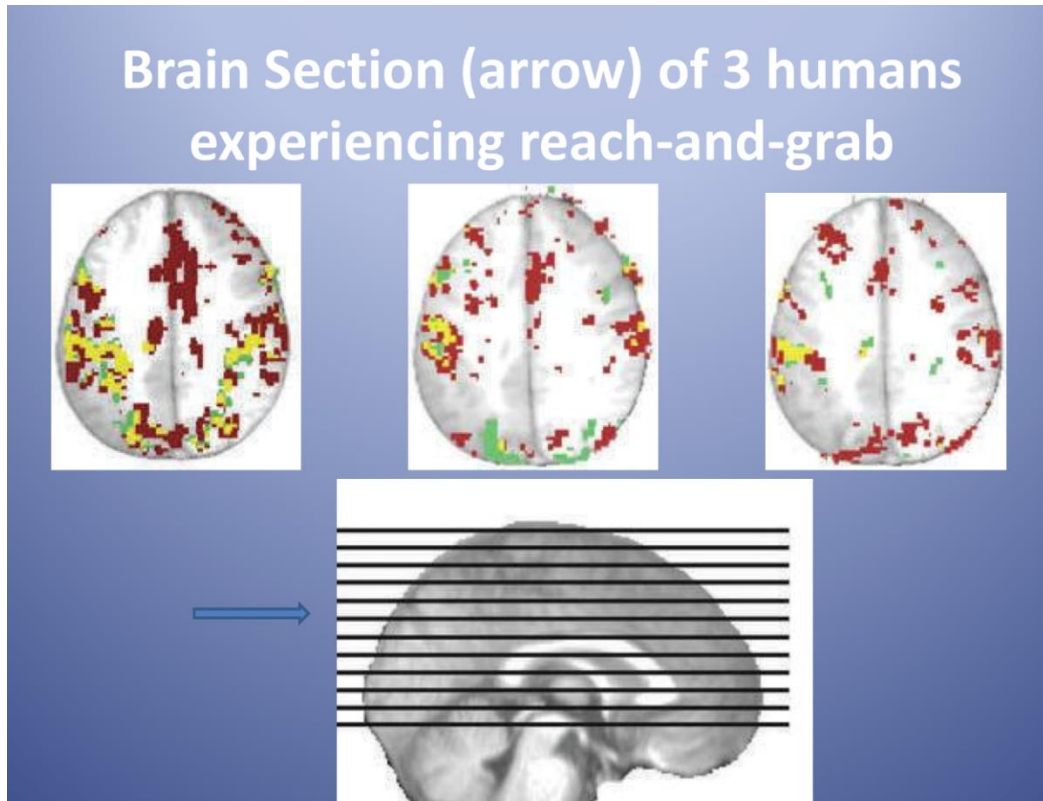 Brain Section (arrow) of 3 humans
experiencing reach-and-grab